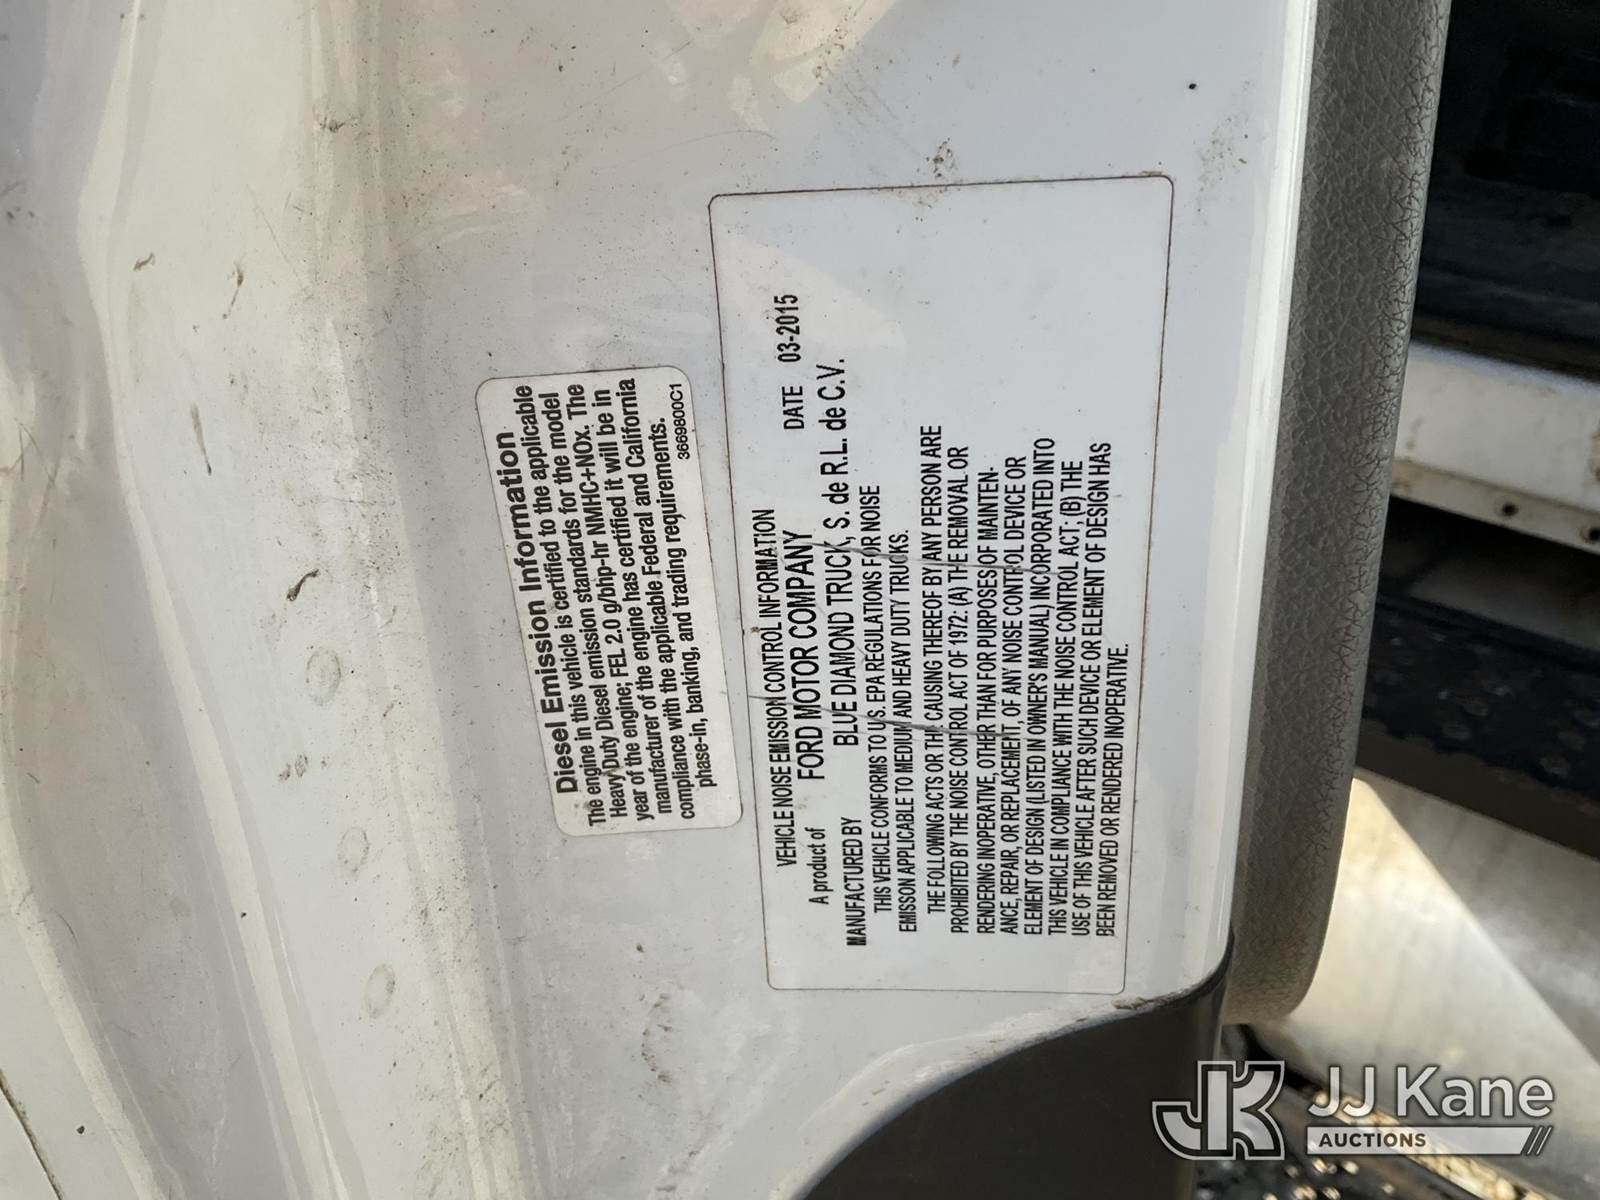 Diesel Emission Information
The engine in this vehicle is certified to the applicable
Heavy Duty Diesel emission standards for the model
year of the engine; FEL 2.0 g/bhp-hr NMHC+NOx. The
manufacturer of the engine has certified it will be in
compliance with the applicable Federal and California
phase-in, banking, and trading requirements.
3669800C1
VEHICLE NOISE EMISSION CONTROL INFORMATION
A product of FORD MOTOR COMPANY DATE 03-2015
MANUFACTURED BY BLUE DIAMOND TRUCK, S. de R.L. de C.V.
THIS VEHICLE CONFORMS TO U.S. EPA REGULATIONS FOR NOISE
EMISSON APPLICABLE TO MEDIUM AND HEAVY DUTY TRUCKS.
THE FOLLOWING ACTS OR THE CAUSING THEREOF BY ANY PERSON ARE
PROHIBITED BY THE NOISE CONTROL ACT OF 1972: (A) THE REMOVAL OR
RENDERING INOPERATIVE, OTHER THAN FOR PURPOSES OF MAINTEN-
ANCE, REPAIR, OR REPLACEMENT, OF ANY NOISE CONTROL DEVICE OR
ELEMENT OF DESIGN (LISTED IN OWNER'S MANUAL) INCORPORATED INTO
THIS VEHICLE IN COMPLIANCE WITH THE NOISE CONTROL ACT; (B) THE
USE OF THIS VEHICLE AFTER SUCH DEVICE OR ELEMENT OF DESIGN HAS
BEEN REMOVED OR RENDERED INOPERATIVE.
JK JJ Kane
AUCTIONS